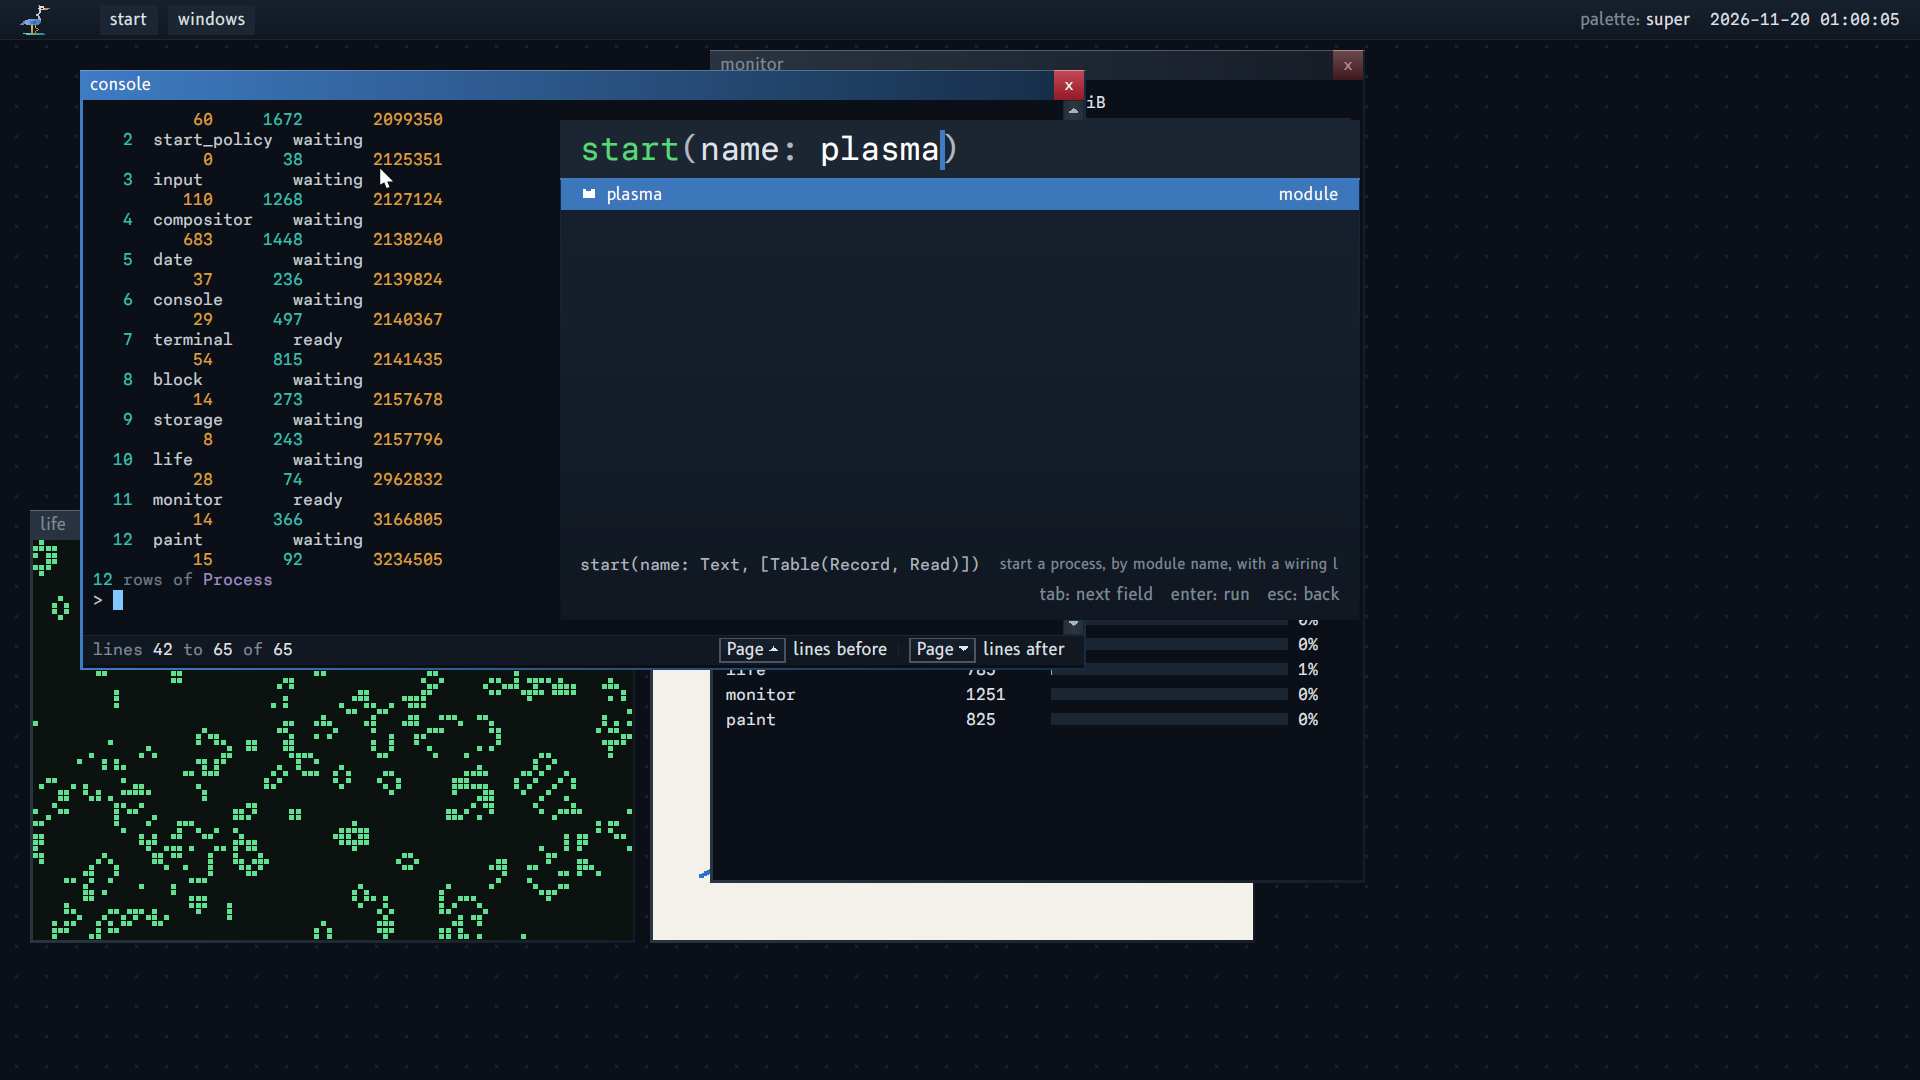 start windows palette: super 2026-11-20 01:00:05
monitor x
console x
iB
60 1672 2099350
2 start_policy waiting
0 38 2125351
3 input waiting
110 1268 2127124
4 compositor waiting
683 1448 2138240
5 date waiting
37 236 2139824
6 console waiting
29 497 2140367
7 terminal ready
54 815 2141435
8 block waiting
14 273 2157678
9 storage waiting
8 243 2157796
10 life waiting
28 74 2962832
11 monitor ready
14 366 3166805
12 paint waiting
15 92 3234505
12 rows of Process
>
lines 42 to 65 of 65 Page lines before Page lines after
start(name: plasma)
plasma module
start(name: Text, [Table(Record, Read)]) start a process, by module name, with a wiring l
tab: next field enter: run esc: back
0%
0%
life 785 1%
monitor 1251 0%
paint 825 0%
life